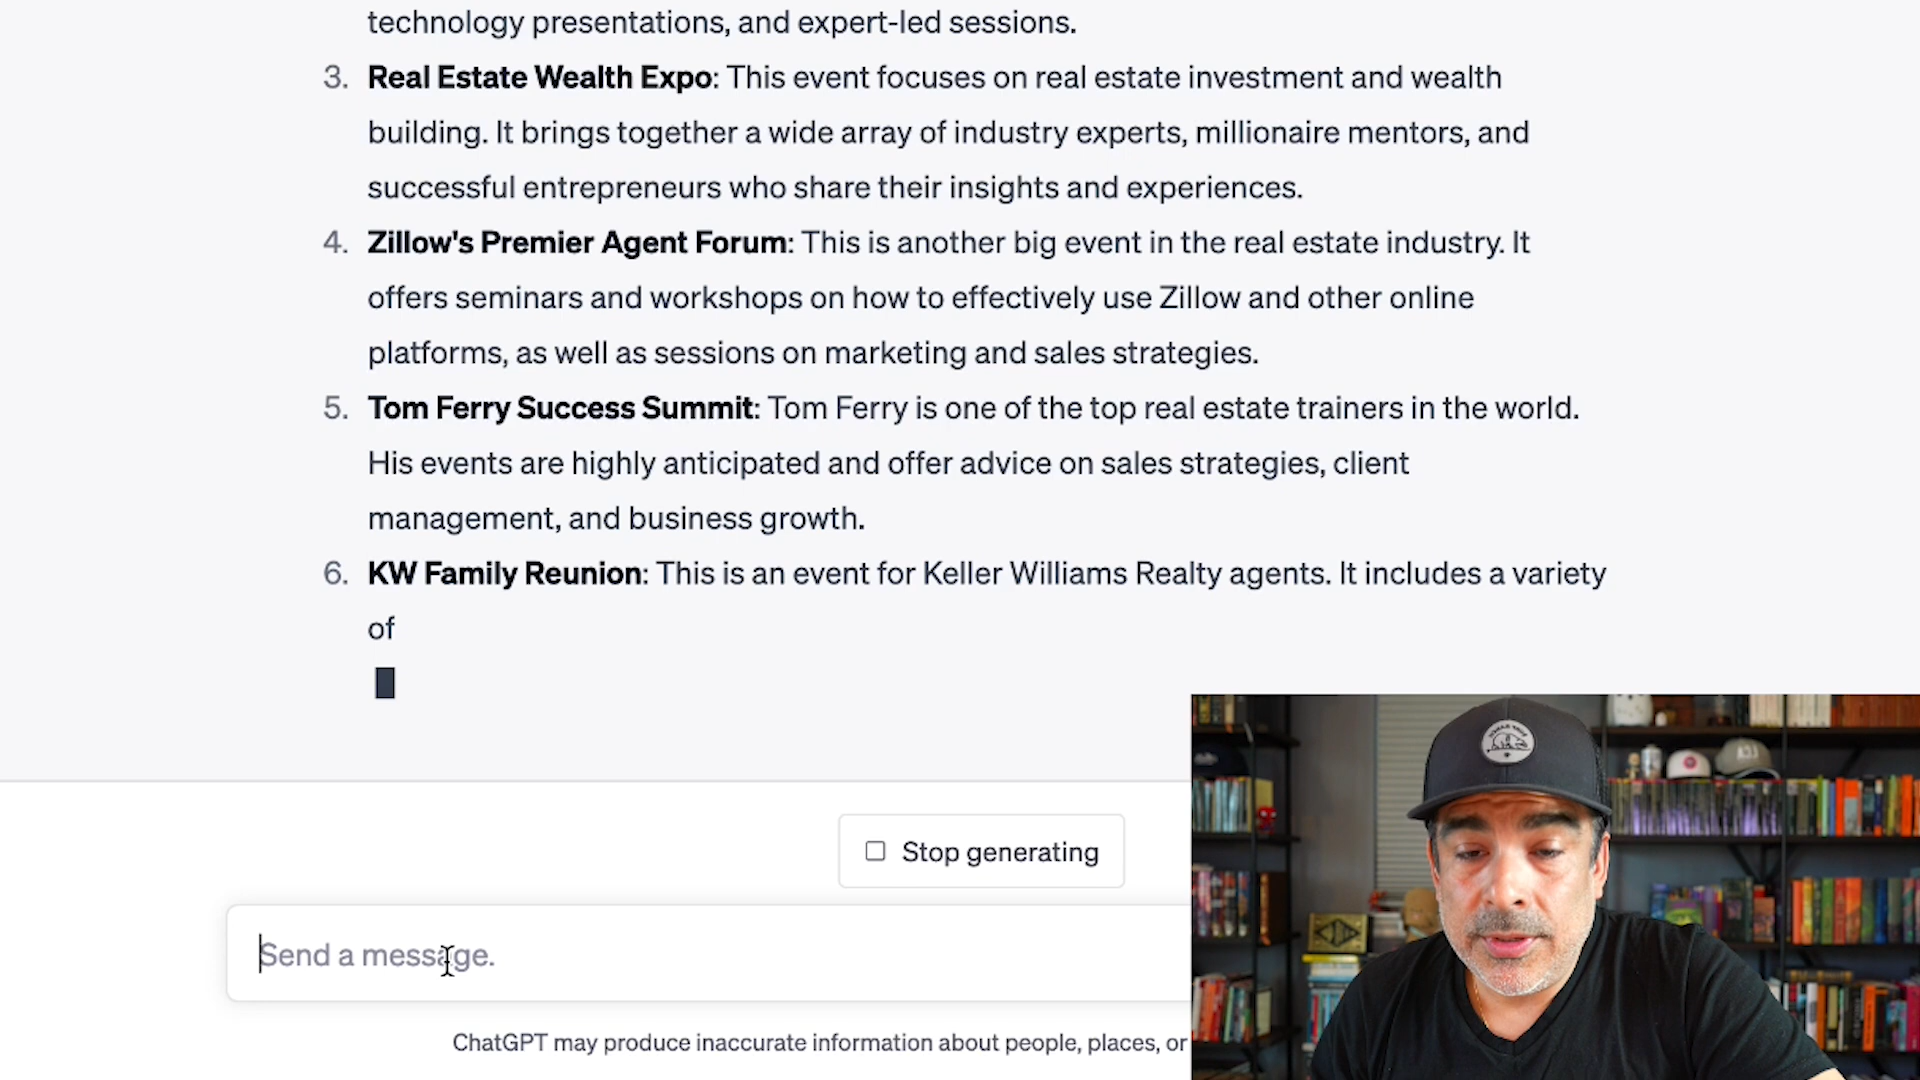 technology presentations, and expert-led sessions.
3. Real Estate Wealth Expo: This event focuses on real estate investment and wealth
building. It brings together a wide array of industry experts, millionaire mentors, and
successful entrepreneurs who share their insights and experiences.
4. Zillow's Premier Agent Forum: This is another big event in the real estate industry. It
offers seminars and workshops on how to effectively use Zillow and other online
platforms, as well as sessions on marketing and sales strategies.
5. Tom Ferry Success Summit: Tom Ferry is one of the top real estate trainers in the world.
His events are highly anticipated and offer advice on sales strategies, client
management, and business growth.
6. KW Family Reunion: This is an event for Keller Williams Realty agents. It includes a variety
of
Stop generating
Send a message.
ChatGPT may produce inaccurate information about people, places, or